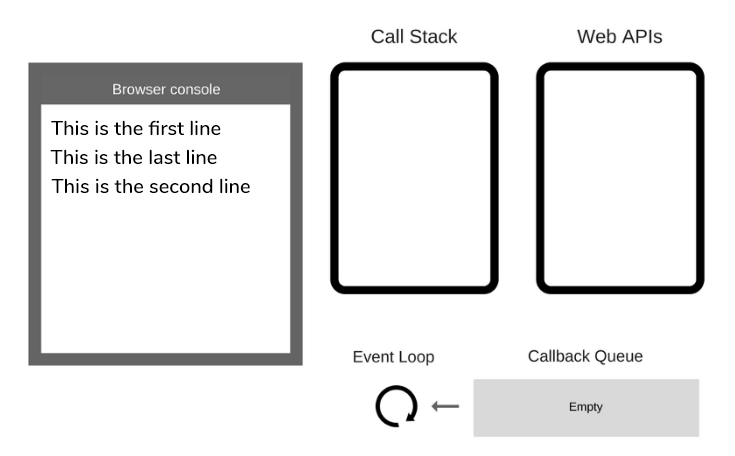 Call Stack
Web APIs
Browser console
This is the first line
This is the last line
This is the second line
Event Loop
Callback Queue
Empty